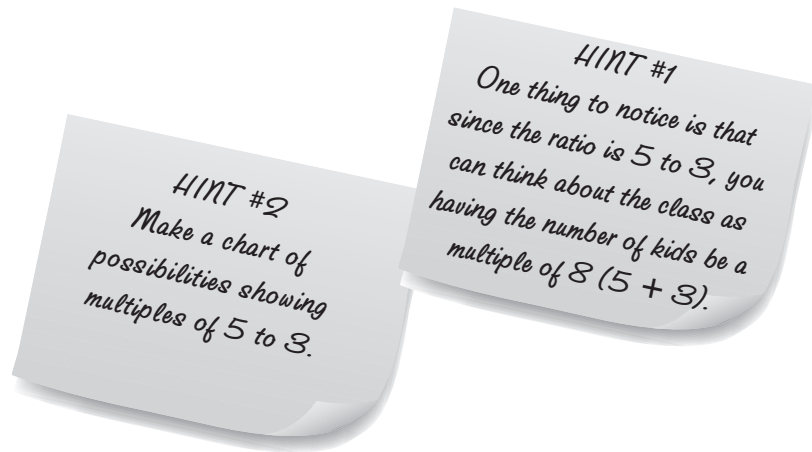 HINT #1
One thing to notice is that
since the ratio is 5 to 3, you
can think about the class as
having the number of kids be a
multiple of 8 (5 + 3).
HINT #2
Make a chart of
possibilities showing
multiples of 5 to 3.